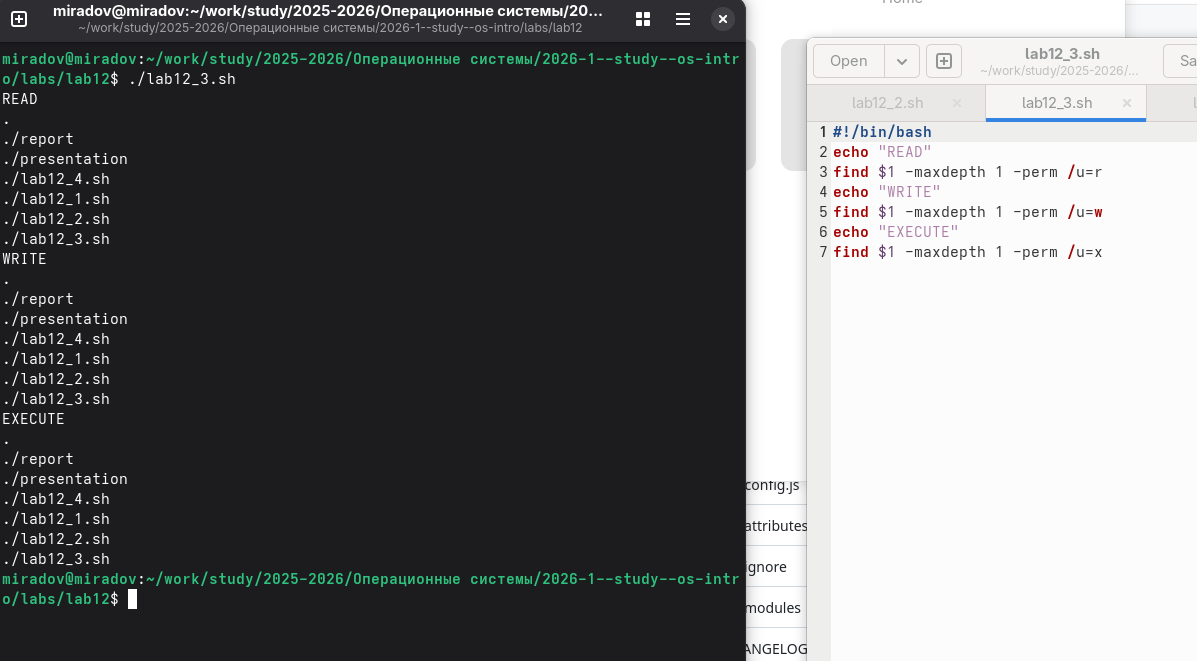 miradov@miradov:~/work/study/2025-2026/Операционные системы/20...
~/work/study/2025-2026/Операционные системы/2026-1--study--os-intro/labs/lab12
miradov@miradov:~/work/study/2025-2026/Операционные системы/2026-1--study--os-intr
o/labs/lab12$ ./lab12_3.sh
READ
.
./report
./presentation
./lab12_4.sh
./lab12_1.sh
./lab12_2.sh
./lab12_3.sh
WRITE
.
./report
./presentation
./lab12_4.sh
./lab12_1.sh
./lab12_2.sh
./lab12_3.sh
EXECUTE
.
./report
./presentation
./lab12_4.sh
./lab12_1.sh
./lab12_2.sh
./lab12_3.sh
miradov@miradov:~/work/study/2025-2026/Операционные системы/2026-1--study--os-intr
o/labs/lab12$
config.js
attributes
ignore
modules
ANGELOG
Open
lab12_3.sh
~/work/study/2025-2026/...
Sa
lab12_2.sh
lab12_3.sh
1 #!/bin/bash
2 echo "READ"
3 find $1 -maxdepth 1 -perm /u=r
4 echo "WRITE"
5 find $1 -maxdepth 1 -perm /u=w
6 echo "EXECUTE"
7 find $1 -maxdepth 1 -perm /u=x